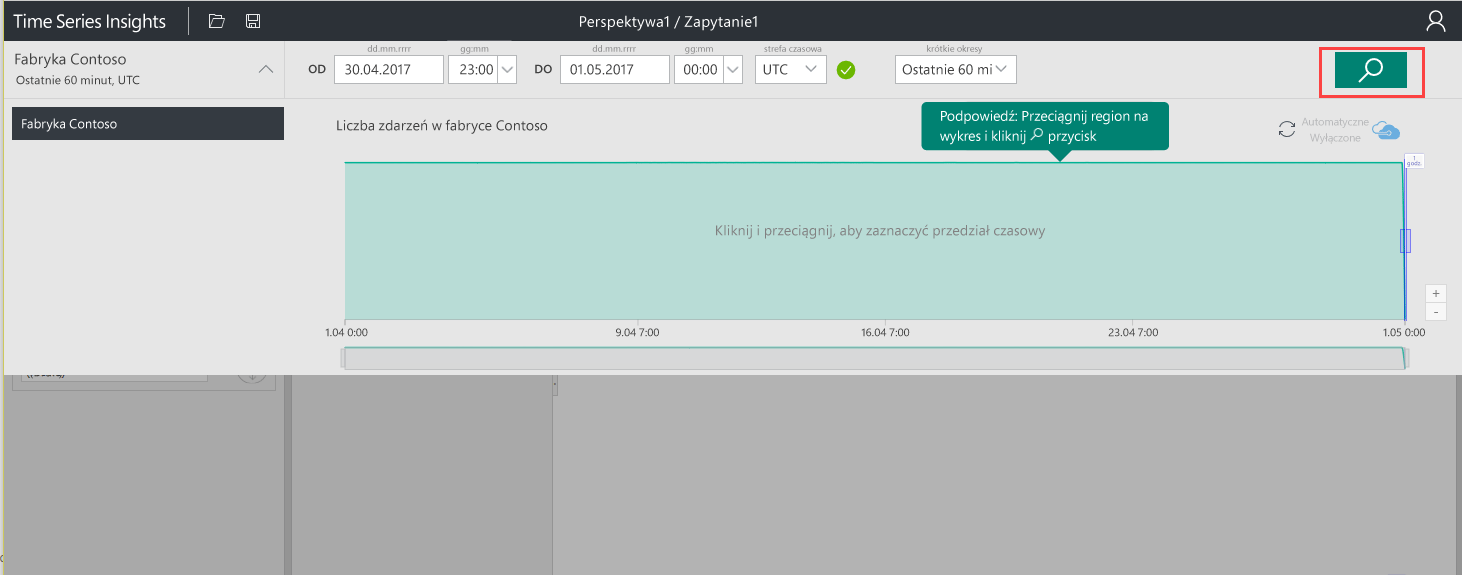 Time Series Insights
Perspektywa1 / Zapytanie1
Fabryka Contoso
Ostatnie 60 minut, UTC
dd.mm.rrrr
gg:mm
dd.mm.rrrr
gg:mm
strefa czasowa
krótkie okresy
OD
30.04.2017
23:00
DO
01.05.2017
00:00
UTC
Ostatnie 60 mi
Fabryka Contoso
Liczba zdarzeń w fabryce Contoso
Podpowiedź: Przeciągnij region na
wykres i kliknij przycisk
Automatyczne
Wyłączone
1
godz.
Kliknij i przeciągnij, aby zaznaczyć przedział czasowy
+
-
1.04 0:00
9.04 7:00
16.04 7:00
23.04 7:00
1.05 0:00